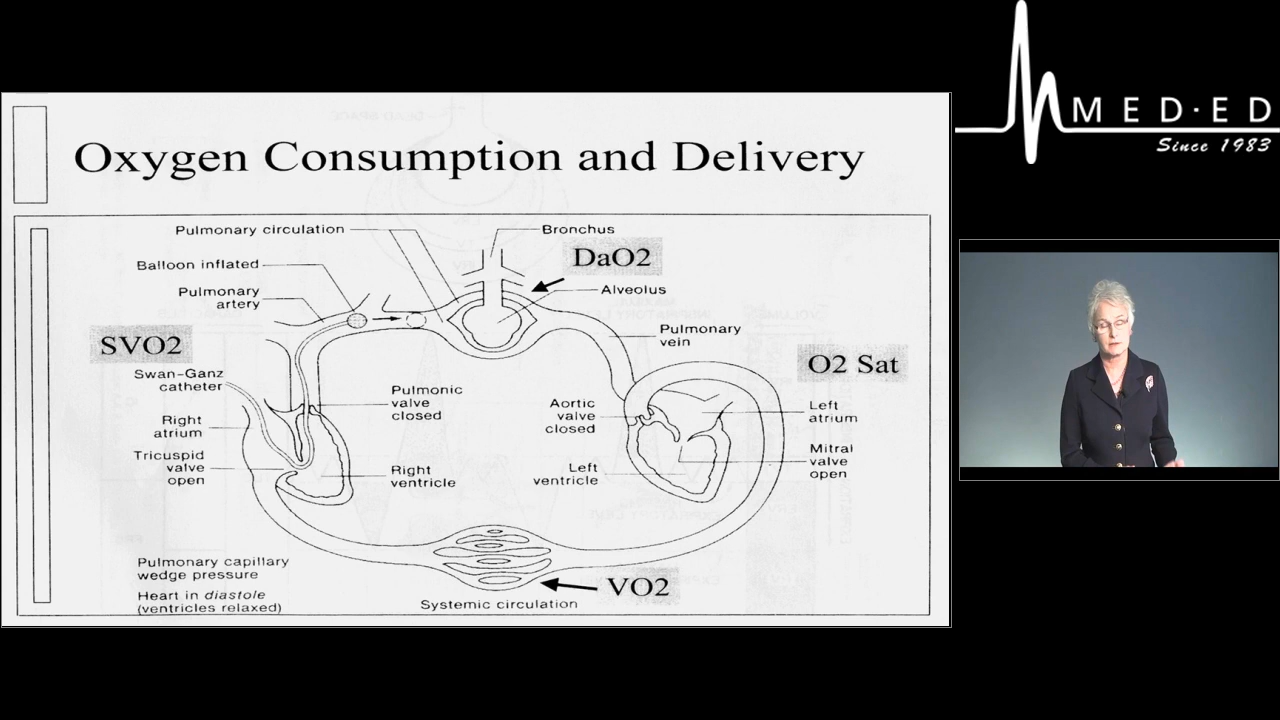 MED·ED
Since 1983
Oxygen Consumption and Delivery
Pulmonary circulation
Bronchus
DaO2
Balloon inflated
Alveolus
Pulmonary
artery
Pulmonary
vein
SVO2
O2 Sat
Swan-Ganz
catheter
Pulmonic
valve
closed
Aortic
valve
closed
Left
atrium
Right
atrium
Tricuspid
valve
open
Right
ventricle
Left
ventricle
Mitral
valve
open
Pulmonary capillary
wedge pressure
Heart in diastole
(ventricles relaxed)
VO2
Systemic circulation